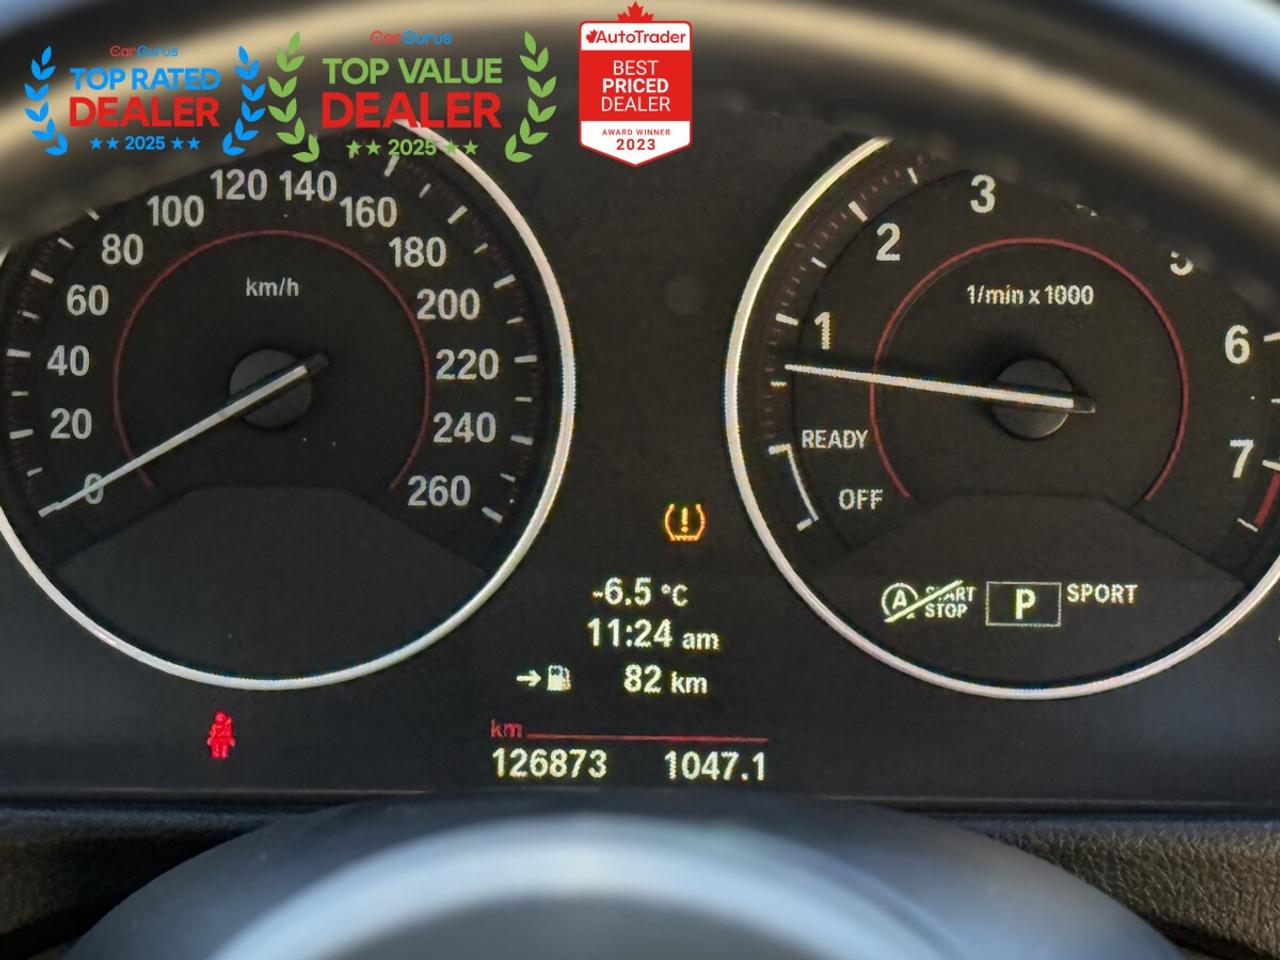 CarGurus
TOP RATED
DEALER
★★ 2025 ★★
CarGurus
TOP VALUE
DEALER
★★ 2025 ★★
AutoTrader
BEST
PRICED
DEALER
AWARD WINNER
2023
0
20
40
60
80
100
120
140
160
180
200
220
240
260
km/h
1
2
3
5
6
7
1/min x 1000
READY
OFF
-6.5 °C
11:24 am
82 km
km
126873 1047.1
A START STOP
P
SPORT